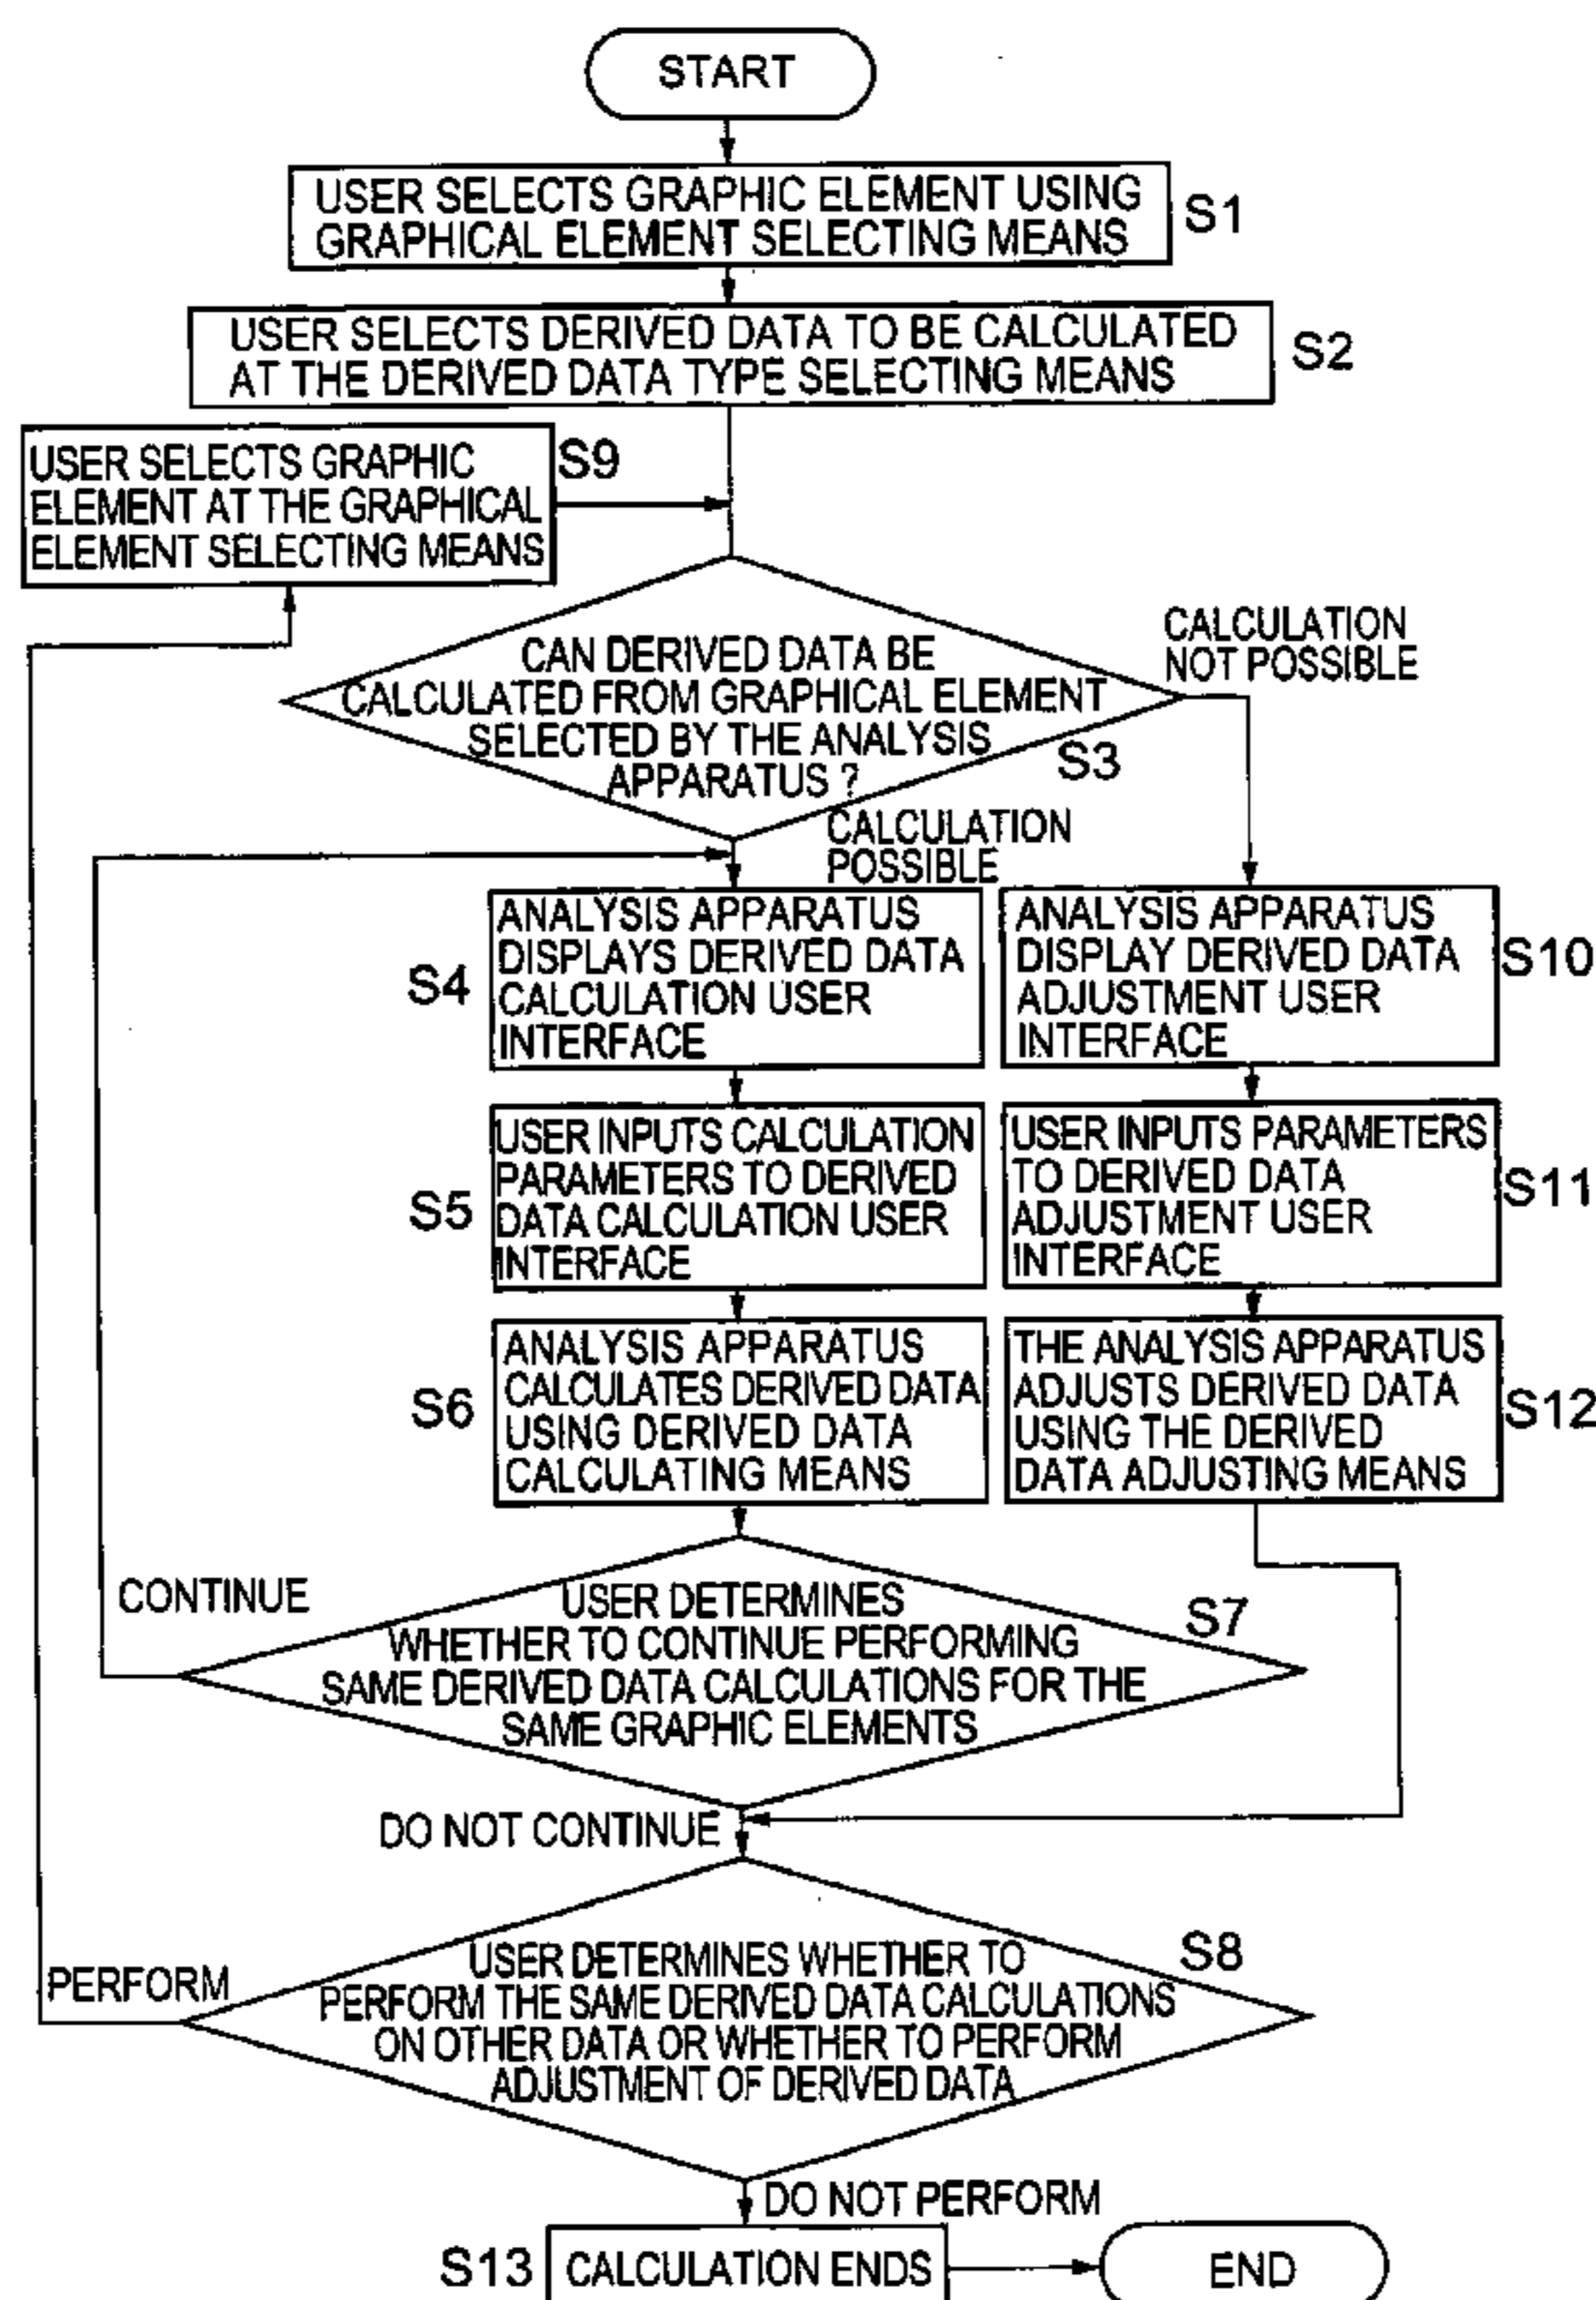 START
USER SELECTS GRAPHIC ELEMENT USING
GRAPHICAL ELEMENT SELECTING MEANS
S1
USER SELECTS DERIVED DATA TO BE CALCULATED
AT THE DERIVED DATA TYPE SELECTING MEANS
S2
USER SELECTS GRAPHIC
ELEMENT AT THE GRAPHICAL
ELEMENT SELECTING MEANS
S9
CAN DERIVED DATA BE
CALCULATED FROM GRAPHICAL ELEMENT
SELECTED BY THE ANALYSIS
APPARATUS ?
S3
CALCULATION
NOT POSSIBLE
CALCULATION
POSSIBLE
S4
ANALYSIS APPARATUS
DISPLAYS DERIVED DATA
CALCULATION USER
INTERFACE
ANALYSIS APPARATUS
DISPLAY DERIVED DATA
ADJUSTMENT USER
INTERFACE
S10
S5
USER INPUTS CALCULATION
PARAMETERS TO DERIVED
DATA CALCULATION USER
INTERFACE
USER INPUTS PARAMETERS
TO DERIVED DATA
ADJUSTMENT USER
INTERFACE
S11
S6
ANALYSIS APPARATUS
CALCULATES DERIVED DATA
USING DERIVED DATA
CALCULATING MEANS
THE ANALYSIS APPARATUS
ADJUSTS DERIVED DATA
USING THE DERIVED
DATA ADJUSTING MEANS
S12
CONTINUE
USER DETERMINES
WHETHER TO CONTINUE PERFORMING
SAME DERIVED DATA CALCULATIONS FOR THE
SAME GRAPHIC ELEMENTS
S7
DO NOT CONTINUE
PERFORM
USER DETERMINES WHETHER TO
PERFORM THE SAME DERIVED DATA CALCULATIONS
ON OTHER DATA OR WHETHER TO PERFORM
ADJUSTMENT OF DERIVED DATA
S8
DO NOT PERFORM
S13
CALCULATION ENDS
END